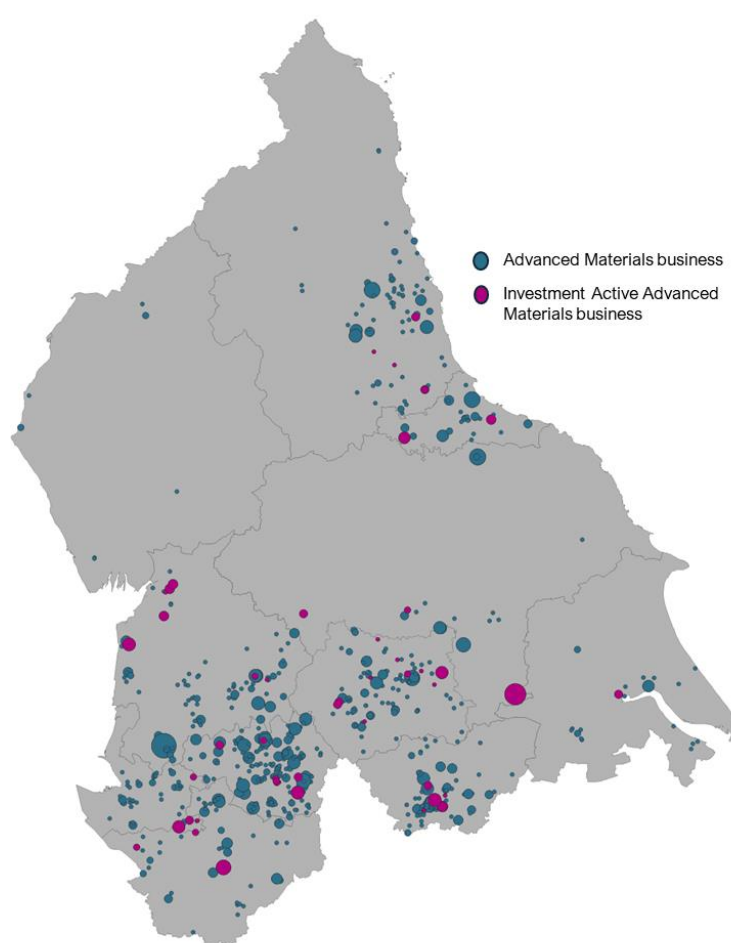 Advanced Materials business
Investment Active Advanced
Materials business